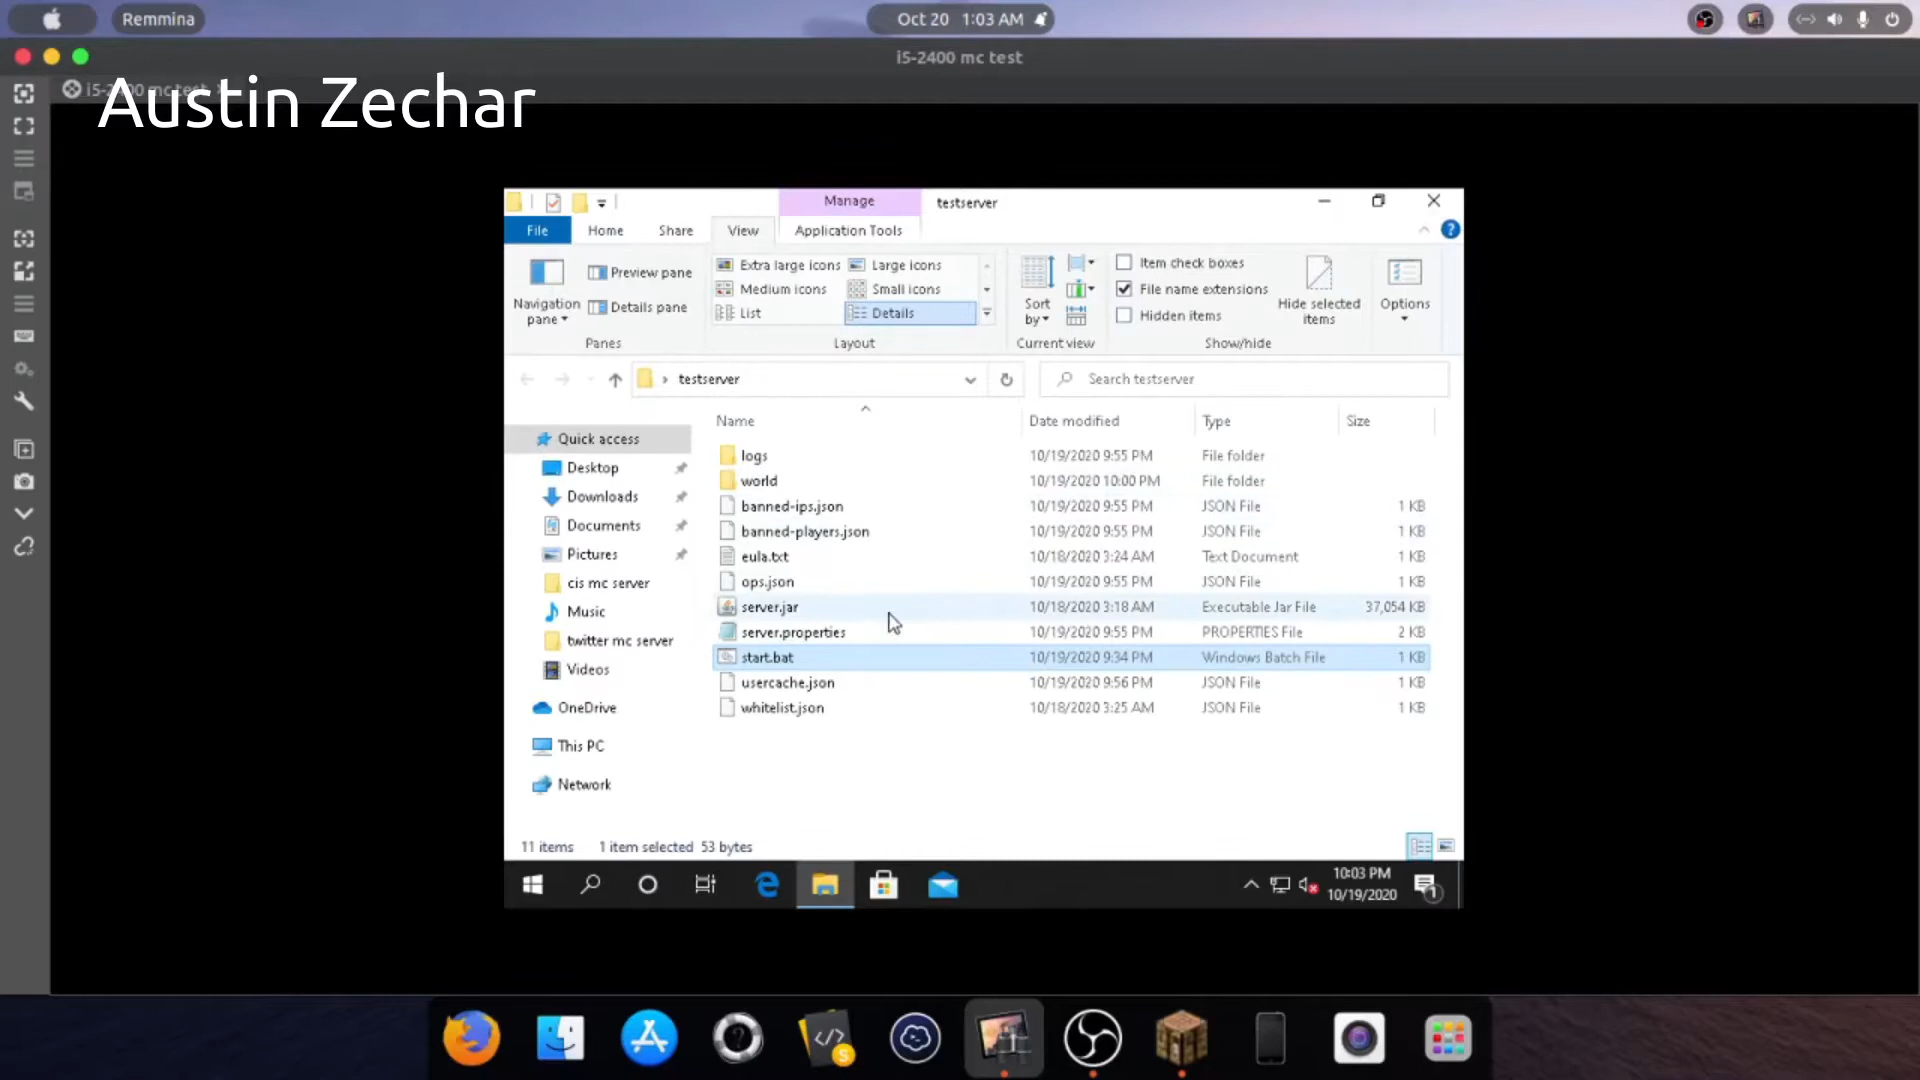 Remmina
Oct 20 1:03 AM
i5-2400 mc test
Austin Zechar
Manage
testserver
File
Home
Share
View
Application Tools
Navigation pane
Preview pane
Details pane
Panes
Extra large icons
Large icons
Medium icons
Small icons
List
Details
Layout
Sort by
Current view
Item check boxes
File name extensions
Hidden items
Hide selected items
Show/hide
Options
testserver
Search testserver
Name Date modified Type Size
Quick access
Desktop
Downloads
Documents
Pictures
cis mc server
Music
twitter mc server
Videos
OneDrive
This PC
Network
logs 10/19/2020 9:55 PM File folder
world 10/19/2020 10:00 PM File folder
banned-ips.json 10/19/2020 9:55 PM JSON File 1 KB
banned-players.json 10/19/2020 9:55 PM JSON File 1 KB
eula.txt 10/18/2020 3:24 AM Text Document 1 KB
ops.json 10/19/2020 9:55 PM JSON File 1 KB
server.jar 10/18/2020 3:18 AM Executable Jar File 37,054 KB
server.properties 10/19/2020 9:55 PM PROPERTIES File 2 KB
start.bat 10/19/2020 9:34 PM Windows Batch File 1 KB
usercache.json 10/19/2020 9:56 PM JSON File 1 KB
whitelist.json 10/18/2020 3:25 AM JSON File 1 KB
11 items 1 item selected 53 bytes
10:03 PM
10/19/2020
1